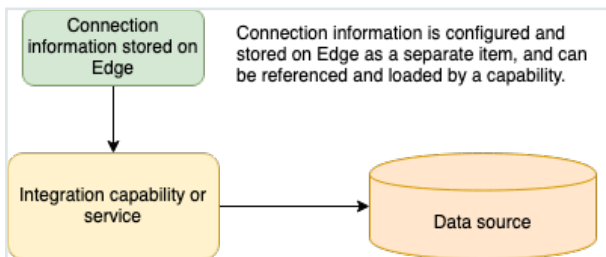 Connection
information stored on
Edge
Connection information is configured and
stored on Edge as a separate item, and can
be referenced and loaded by a capability.
Integration capability or
service
Data source